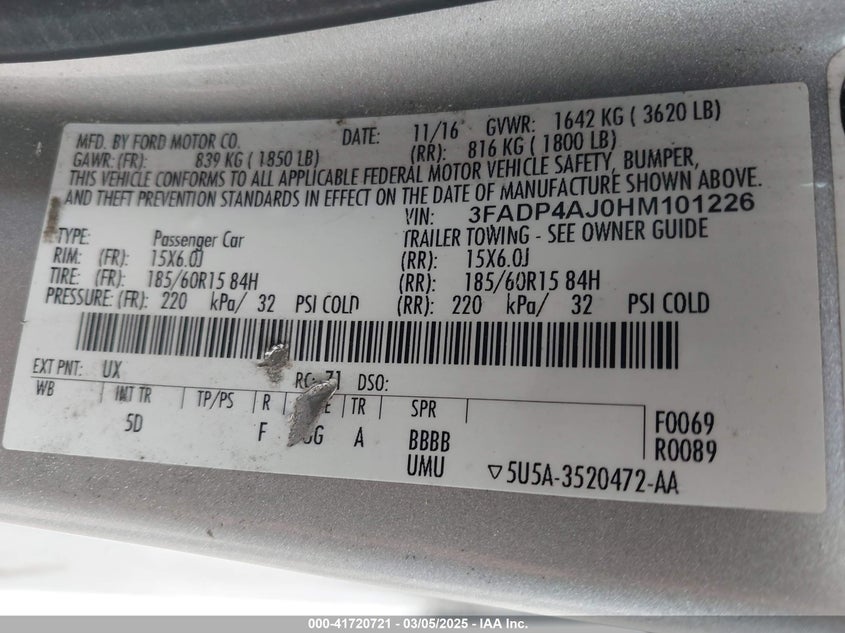 MFD. BY FORD MOTOR CO. DATE: 11/16 GVWR: 1642 KG ( 3620 LB)
GAWR: (FR): 839 KG ( 1850 LB) (RR): 816 KG ( 1800 LB)
THIS VEHICLE CONFORMS TO ALL APPLICABLE FEDERAL MOTOR VEHICLE SAFETY, BUMPER,
AND THEFT PREVENTION STANDARDS IN EFFECT ON THE DATE OF MANUFACTURE SHOWN ABOVE.
VIN: 3FADP4AJ0HM101226
TYPE: Passenger Car TRAILER TOWING - SEE OWNER GUIDE
RIM: (FR): 15X6.0J (RR): 15X6.0J
TIRE: (FR): 185/60R15 84H (RR): 185/60R15 84H
PRESSURE: (FR): 220 kPa/ 32 PSI COLD (RR): 220 kPa/ 32 PSI COLD
EXT PNT: UX RC: 71 DSO:
WB INT TR TP/PS R TR SPR
5D F A BBBB F0069
UMU R0089
▽5U5A-3520472-AA
000-41720721 - 03/05/2025 - IAA Inc.